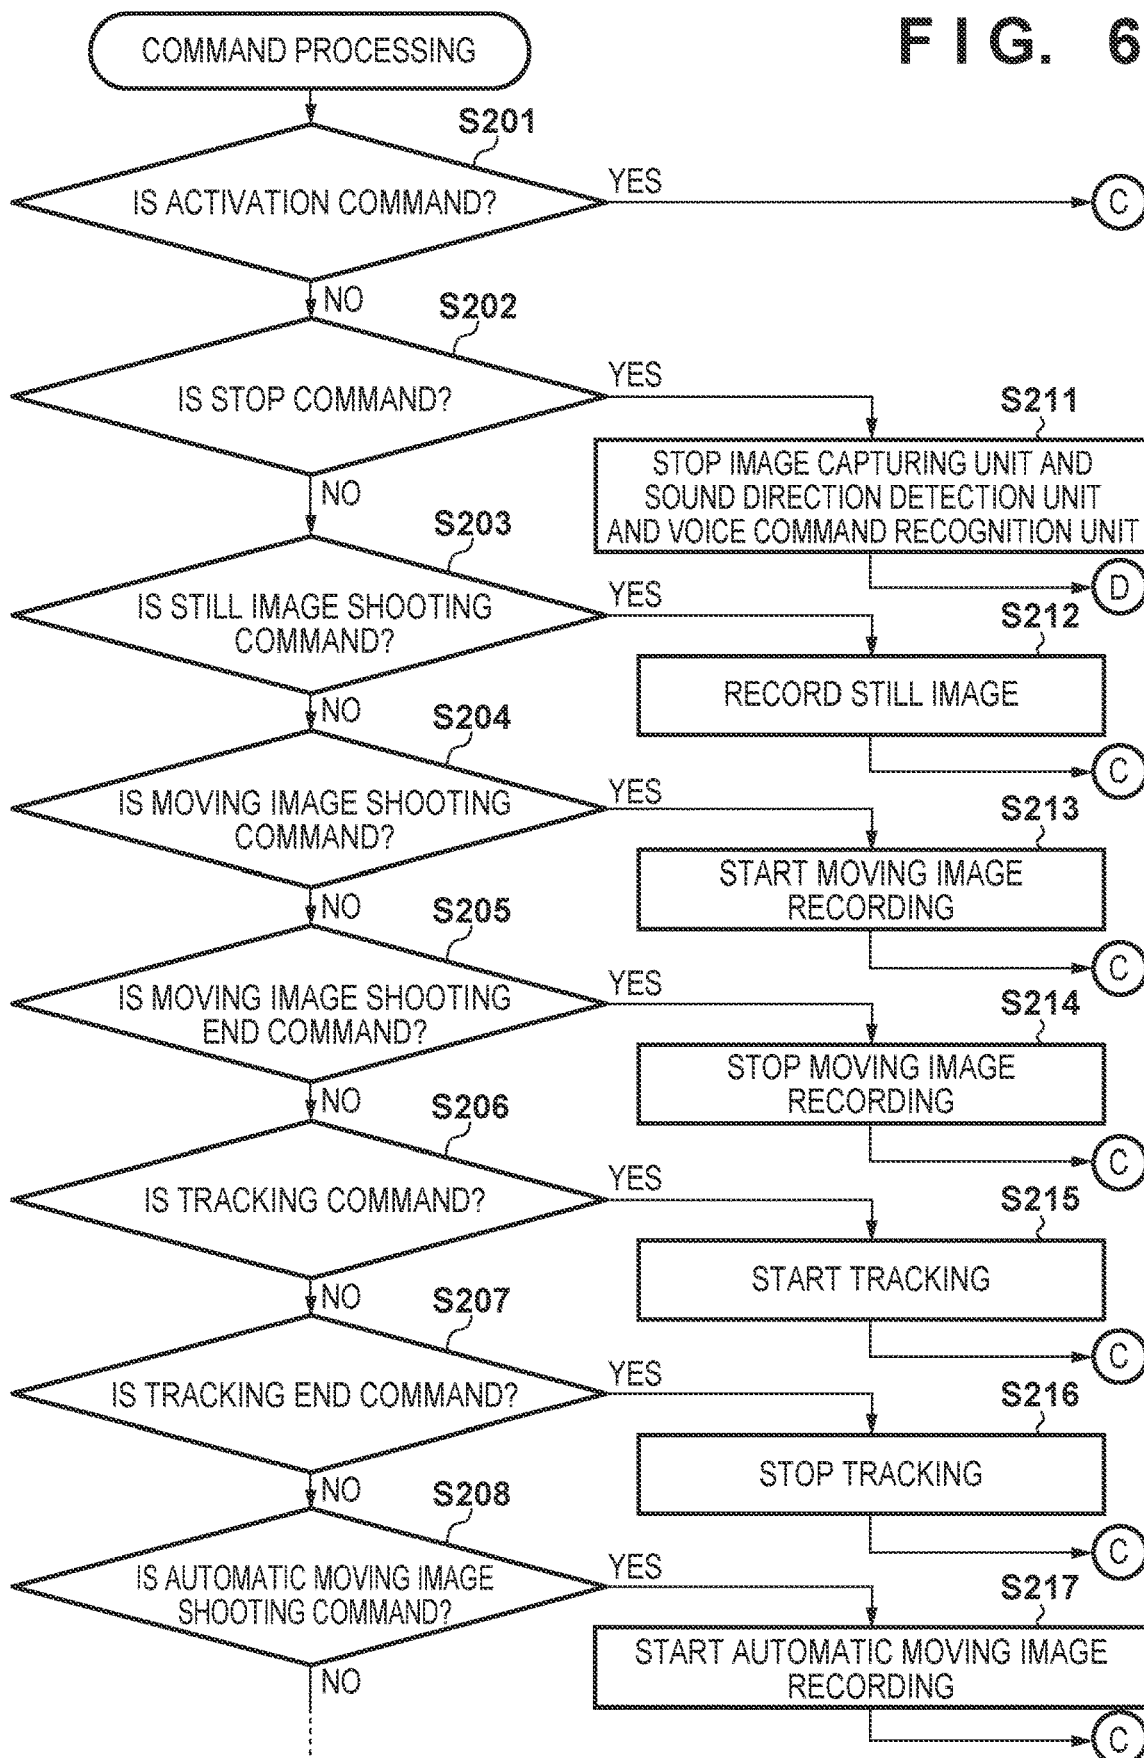 FIG. 6
COMMAND PROCESSING
S201
IS ACTIVATION COMMAND?
YES
C
NO
S202
IS STOP COMMAND?
YES
S211
STOP IMAGE CAPTURING UNIT AND
SOUND DIRECTION DETECTION UNIT
AND VOICE COMMAND RECOGNITION UNIT
D
NO
S203
IS STILL IMAGE SHOOTING
COMMAND?
YES
S212
RECORD STILL IMAGE
C
NO
S204
IS MOVING IMAGE SHOOTING
COMMAND?
YES
S213
START MOVING IMAGE
RECORDING
C
NO
S205
IS MOVING IMAGE SHOOTING
END COMMAND?
YES
S214
STOP MOVING IMAGE
RECORDING
C
NO
S206
IS TRACKING COMMAND?
YES
S215
START TRACKING
C
NO
S207
IS TRACKING END COMMAND?
YES
S216
STOP TRACKING
C
NO
S208
IS AUTOMATIC MOVING IMAGE
SHOOTING COMMAND?
YES
S217
START AUTOMATIC MOVING IMAGE
RECORDING
C
NO